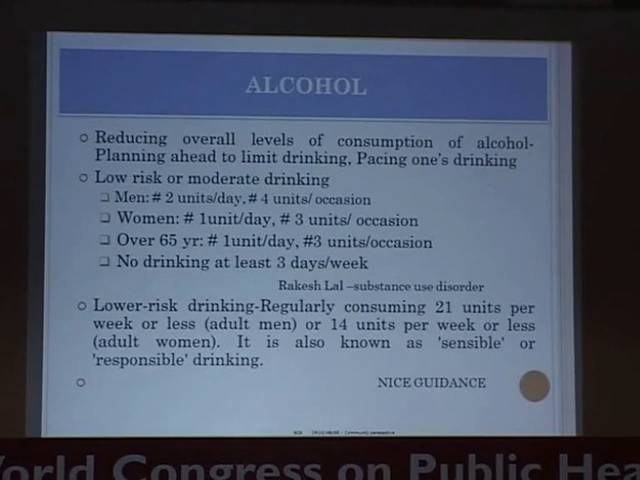 ALCOHOL
Reducing overall levels of consumption of alcohol-
Planning ahead to limit drinking, Pacing one's drinking
Low risk or moderate drinking
Men: # 2 units/day, # 4 units/ occasion
Women: # 1unit/day, # 3 units/ occasion
Over 65 yr: # 1unit/day, #3 units/occasion
No drinking at least 3 days/week
Rakesh Lal –substance use disorder
Lower-risk drinking-Regularly consuming 21 units per
week or less (adult men) or 14 units per week or less
(adult women). It is also known as 'sensible' or
'responsible' drinking.
NICE GUIDANCE
World Congress on Public Hea